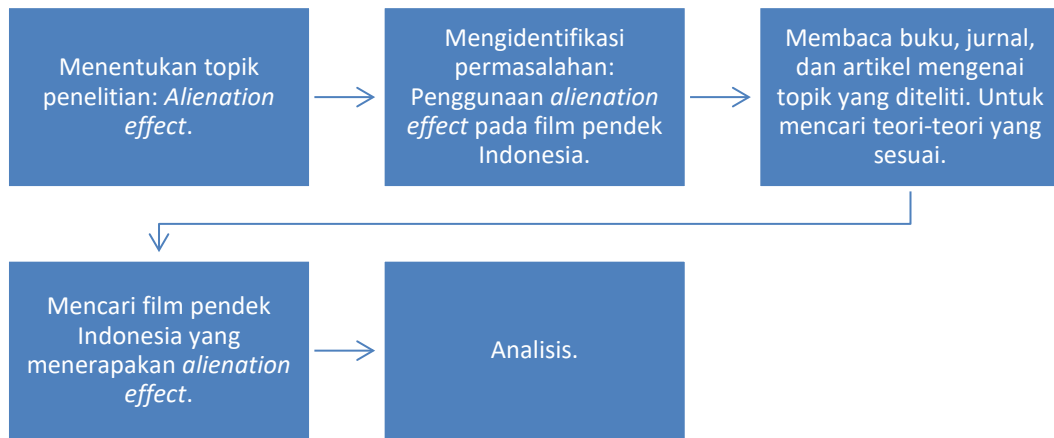 Menentukan topik
penelitian: Alienation
effect.
Mengidentifikasi
permasalahan:
Penggunaan alienation
effect pada film pendek
Indonesia.
Membaca buku, jurnal,
dan artikel mengenai
topik yang diteliti. Untuk
mencari teori-teori yang
sesuai.
Mencari film pendek
Indonesia yang
menerapakan alienation
effect.
Analisis.